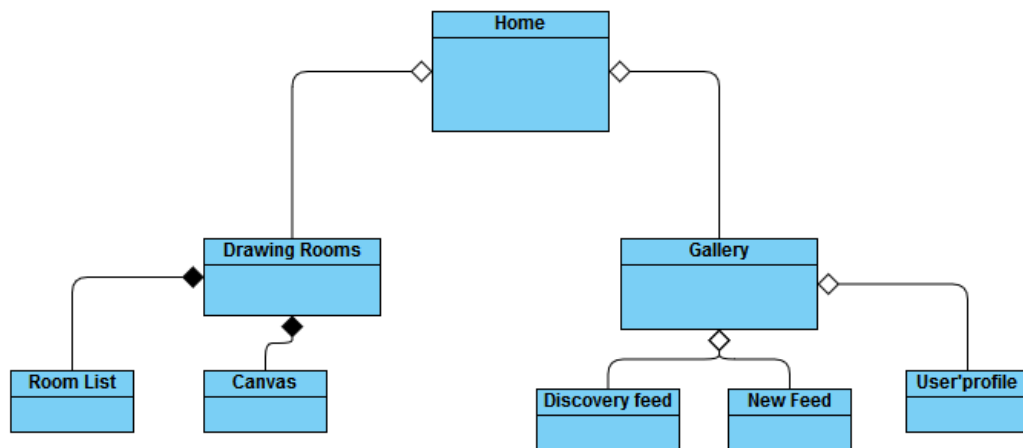 Home
Drawing Rooms
Gallery
Room List
Canvas
Discovery feed
New Feed
User'profile